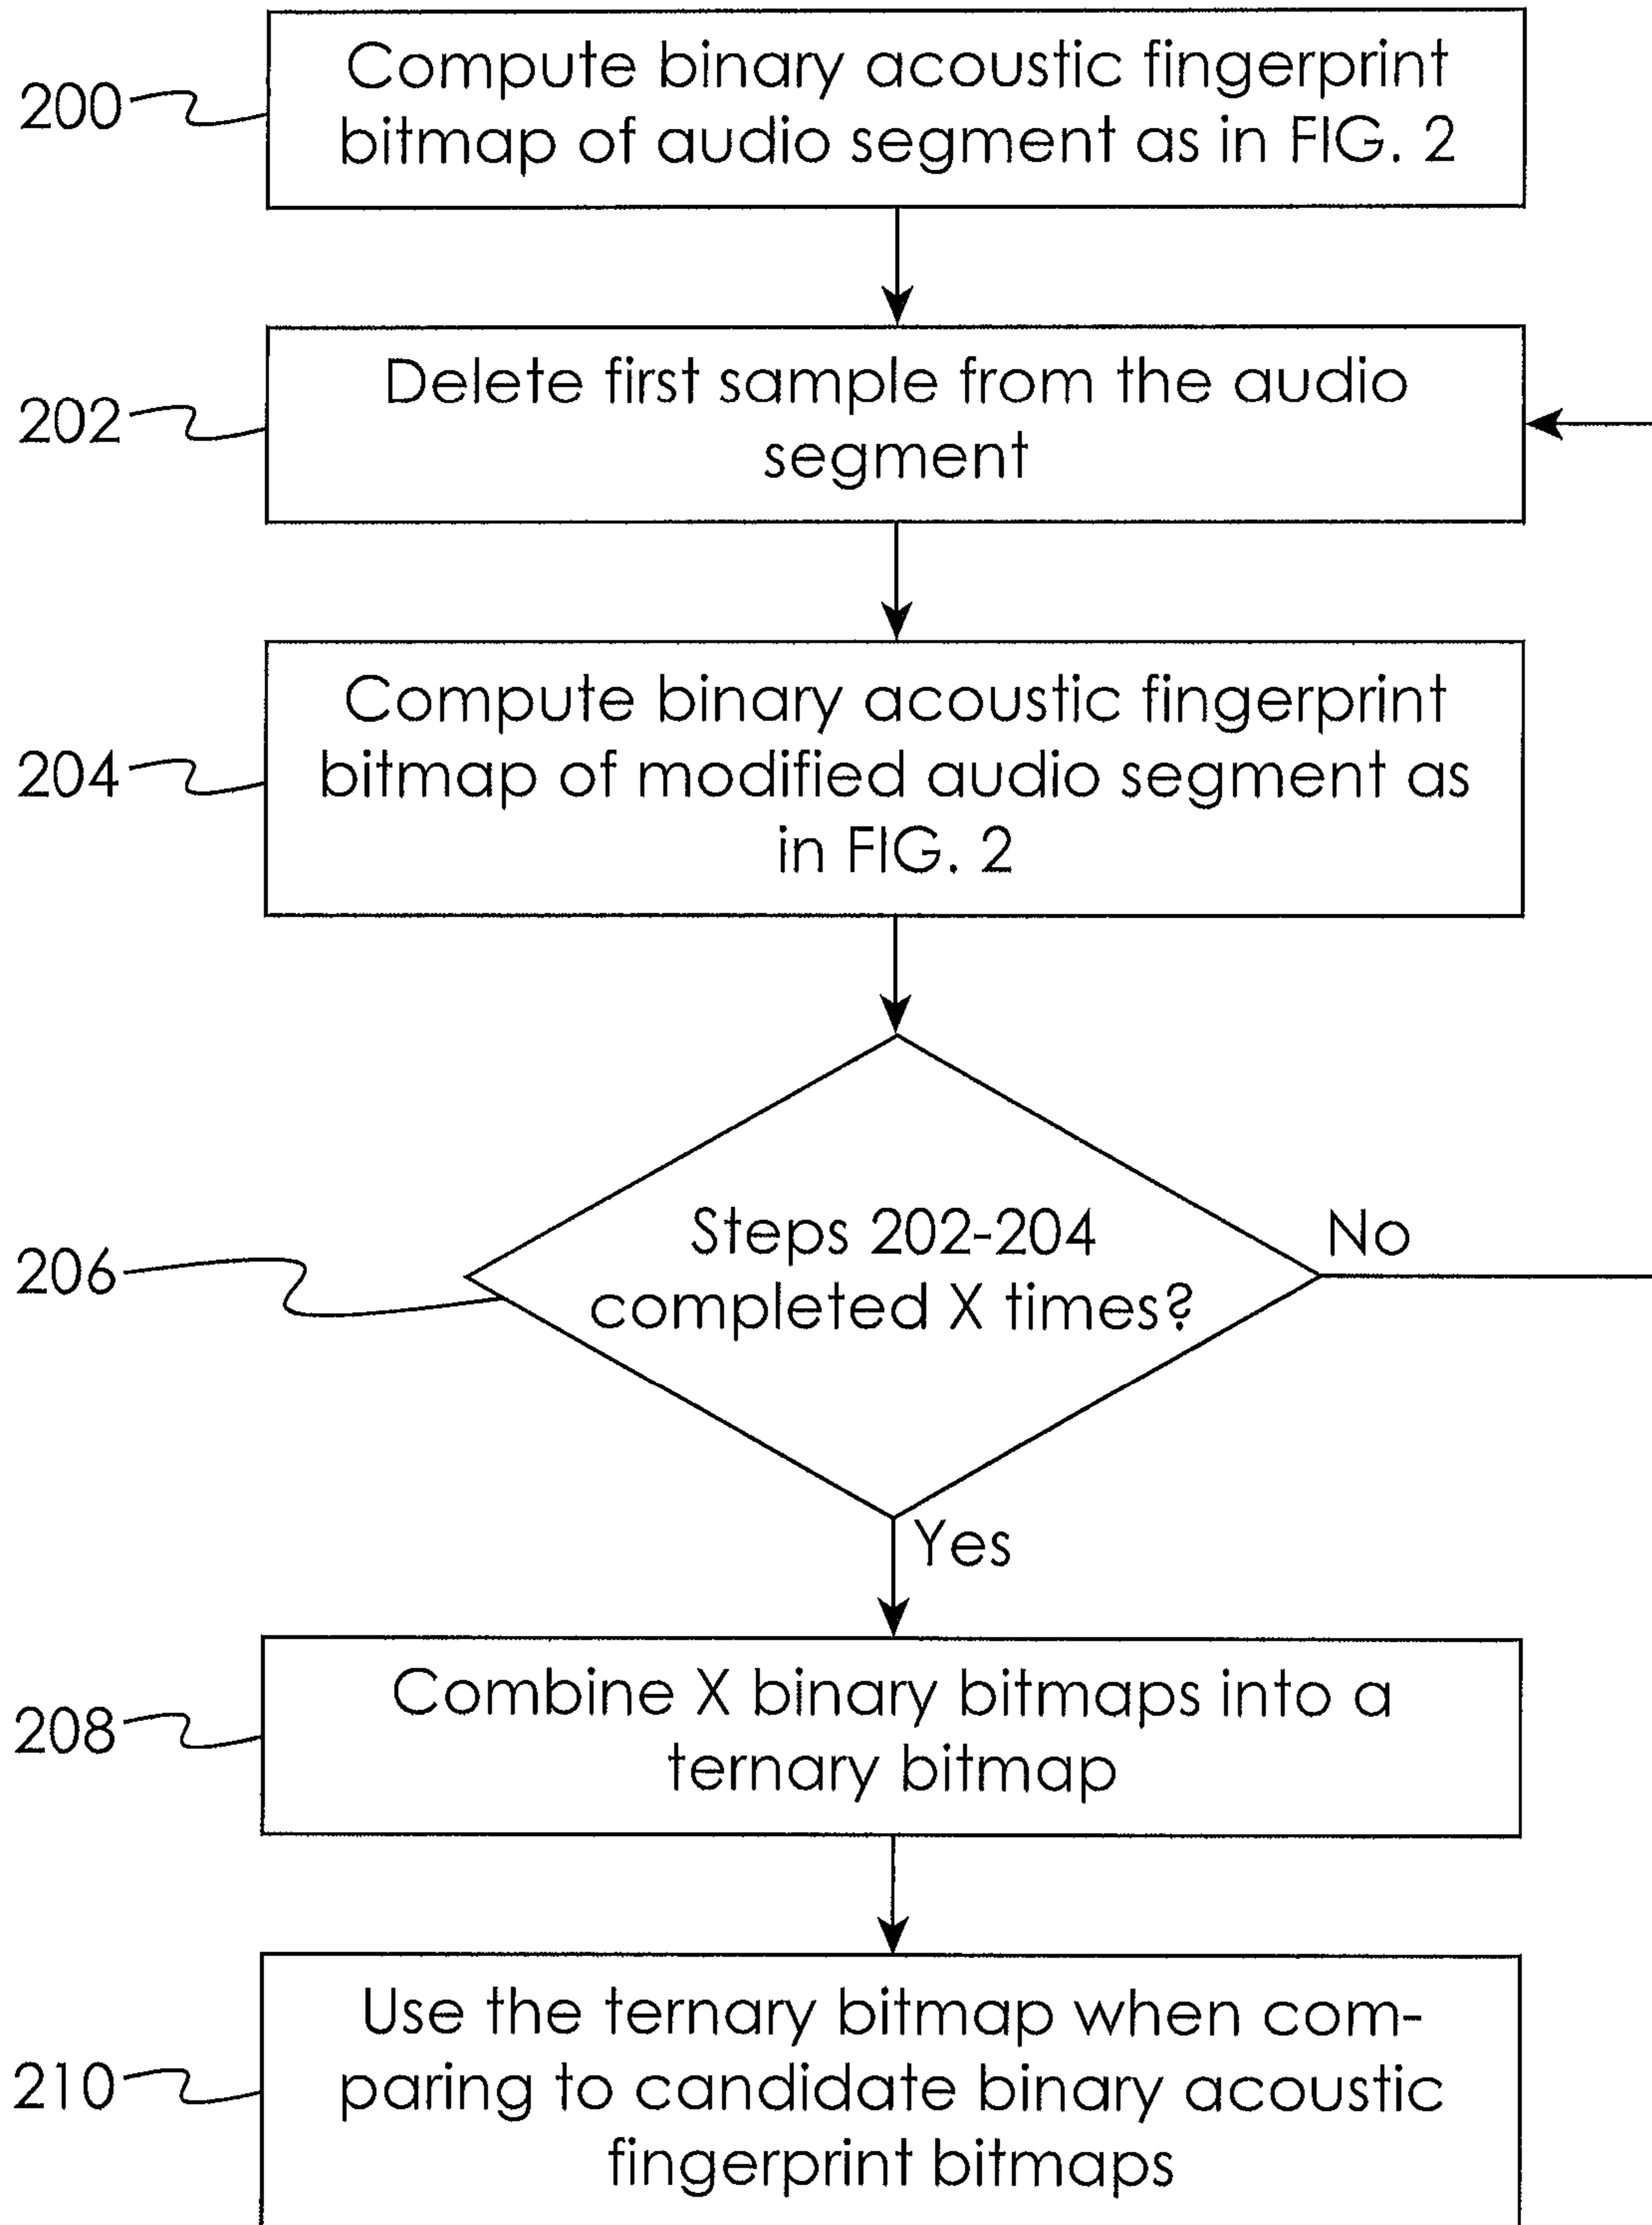 Compute binary acoustic fingerprint
200
bitmap of audio segment as in FIG. 2
Delete first sample from the audio
202
segment
Compute binary acoustic fingerprint
204
bitmap of modified audio segment as
in FIG. 2
Steps 202-204
No
206
completed X times?
Yes
Combine X binary bitmaps into a
208
ternary bitmap
Use the ternary bitmap when com-
210
paring to candidate binary acoustic
fingerprint bitmaps